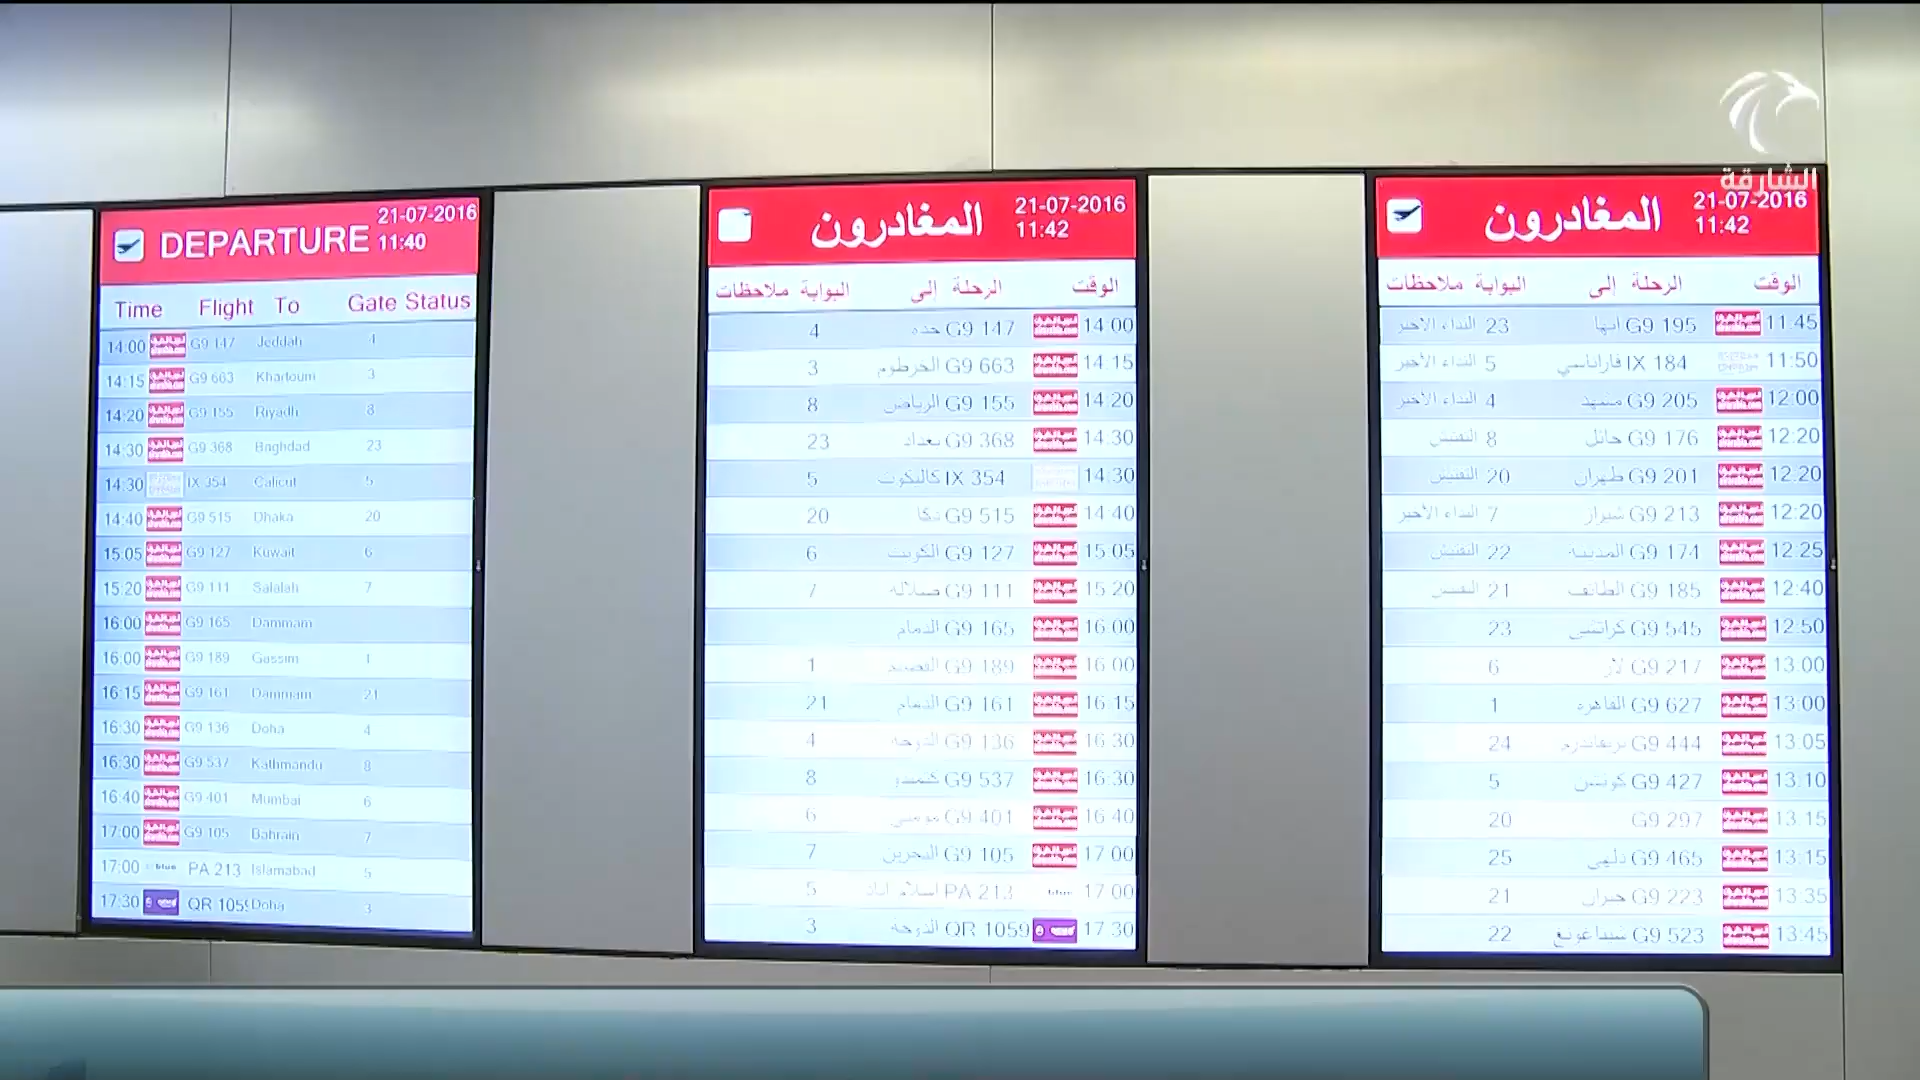 الشارقة
DEPARTURE
21-07-2016
11:40
Time Flight To Gate Status
14:00 G9 147 Jeddah 4
14:15 G9 663 Khartoum 3
14:20 G9 155 Riyadh 8
14:30 G9 368 Baghdad 23
14:30 IX 354 Calicut 5
14:40 G9 515 Dhaka 20
15:05 G9 127 Kuwait 6
15:20 G9 111 Salalah 7
16:00 G9 165 Dammam
16:00 G9 189 Gassim 1
16:15 G9 161 Dammam 21
16:30 G9 136 Doha 4
16:30 G9 537 Kathmandu 8
16:40 G9 401 Mumbai 6
17:00 G9 105 Bahrain 7
17:00 blue PA 213 Islamabad 5
17:30 QR 1059 Doha 3
المغادرون
21-07-2016
11:42
الوقت الرحلة إلى البوابة ملاحظات
14:00 G9 147 جده 4
14:15 G9 663 الخرطوم 3
14:20 G9 155 الرياض 8
14:30 G9 368 بغداد 23
14:30 IX 354 كاليكوت 5
14:40 G9 515 دكا 20
15:05 G9 127 الكويت 6
15:20 G9 111 صلاله 7
16:00 G9 165 الدمام
16:00 G9 189 القصيم 1
16:15 G9 161 الدمام 21
16:30 G9 136 الدوحه 4
16:30 G9 537 8
16:40 G9 401 مومبي 6
17:00 G9 105 البحرين 7
17:00 blue PA 213 اسلام اباد 5
17:30 QR 1059 الدوحه 3
المغادرون
21-07-2016
11:42
الوقت الرحلة إلى البوابة ملاحظات
11:45 G9 195 ابها 23 النداء الأخير
11:50 IX 184 فاراناسي 5 النداء الأخير
12:00 G9 205 مشهد 4 النداء الأخير
12:20 G9 176 حائل 8 التفتيش
12:20 G9 201 طهران 20 التفتيش
12:20 G9 213 شيراز 7 النداء الأخير
12:25 G9 174 المدينه 22 التفتيش
12:40 G9 185 الطائف 21 التفتيش
12:50 G9 545 كراتشي 23
13:00 G9 217 لار 6
13:00 G9 627 القاهره 1
13:05 G9 444 24
13:10 G9 427 كوتشي 5
13:15 G9 297 20
13:15 G9 465 دلهي 25
13:35 G9 223 21
13:45 G9 523 شيتاغونغ 22